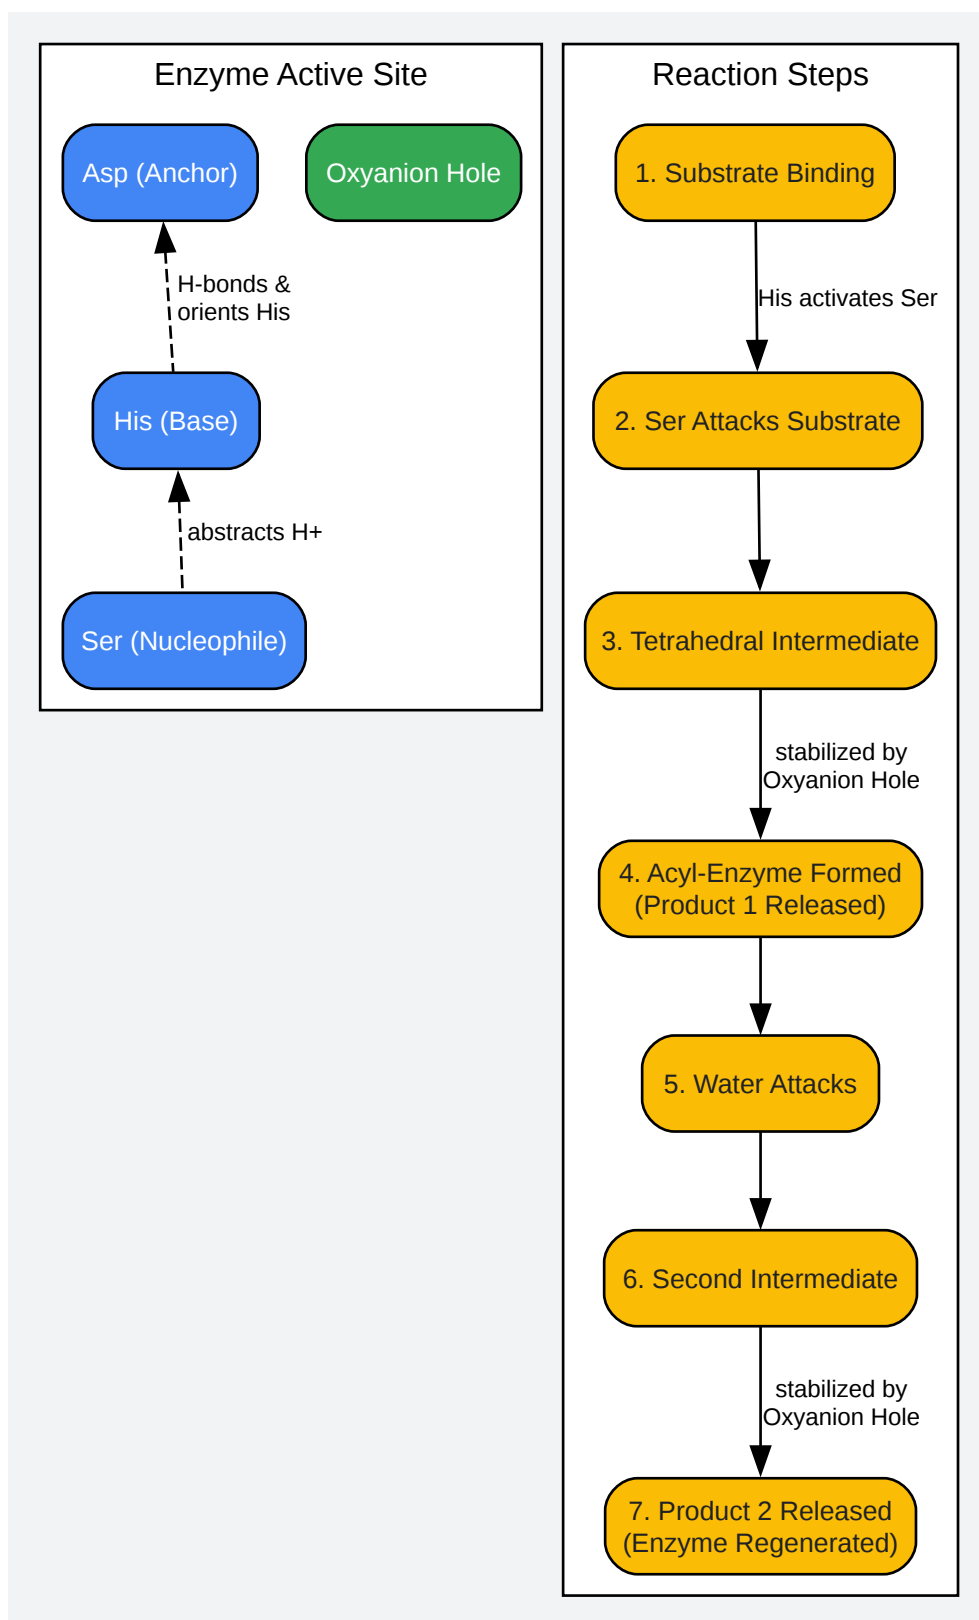 Enzyme Active Site
Asp (Anchor)
Oxyanion Hole
H-bonds &
orients His
His (Base)
abstracts H+
Ser (Nucleophile)
Reaction Steps
1. Substrate Binding
His activates Ser
2. Ser Attacks Substrate
3. Tetrahedral Intermediate
stabilized by
Oxyanion Hole
4. Acyl-Enzyme Formed
(Product 1 Released)
5. Water Attacks
6. Second Intermediate
stabilized by
Oxyanion Hole
7. Product 2 Released
(Enzyme Regenerated)